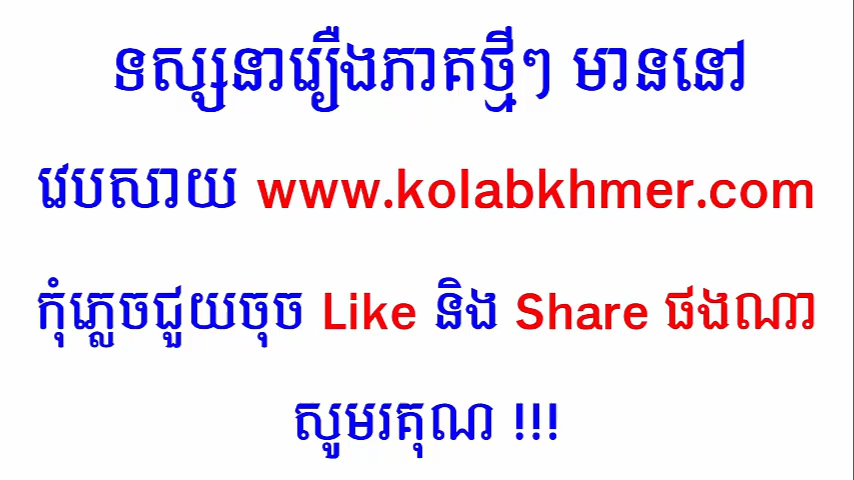 ទស្សនារឿងភាគថ្មីៗ មាននៅ
វេបសាយ www.kolabkhmer.com
កុំភ្លេចជួយចុច Like និង Share ផងណា
សូមរគុណ !!!